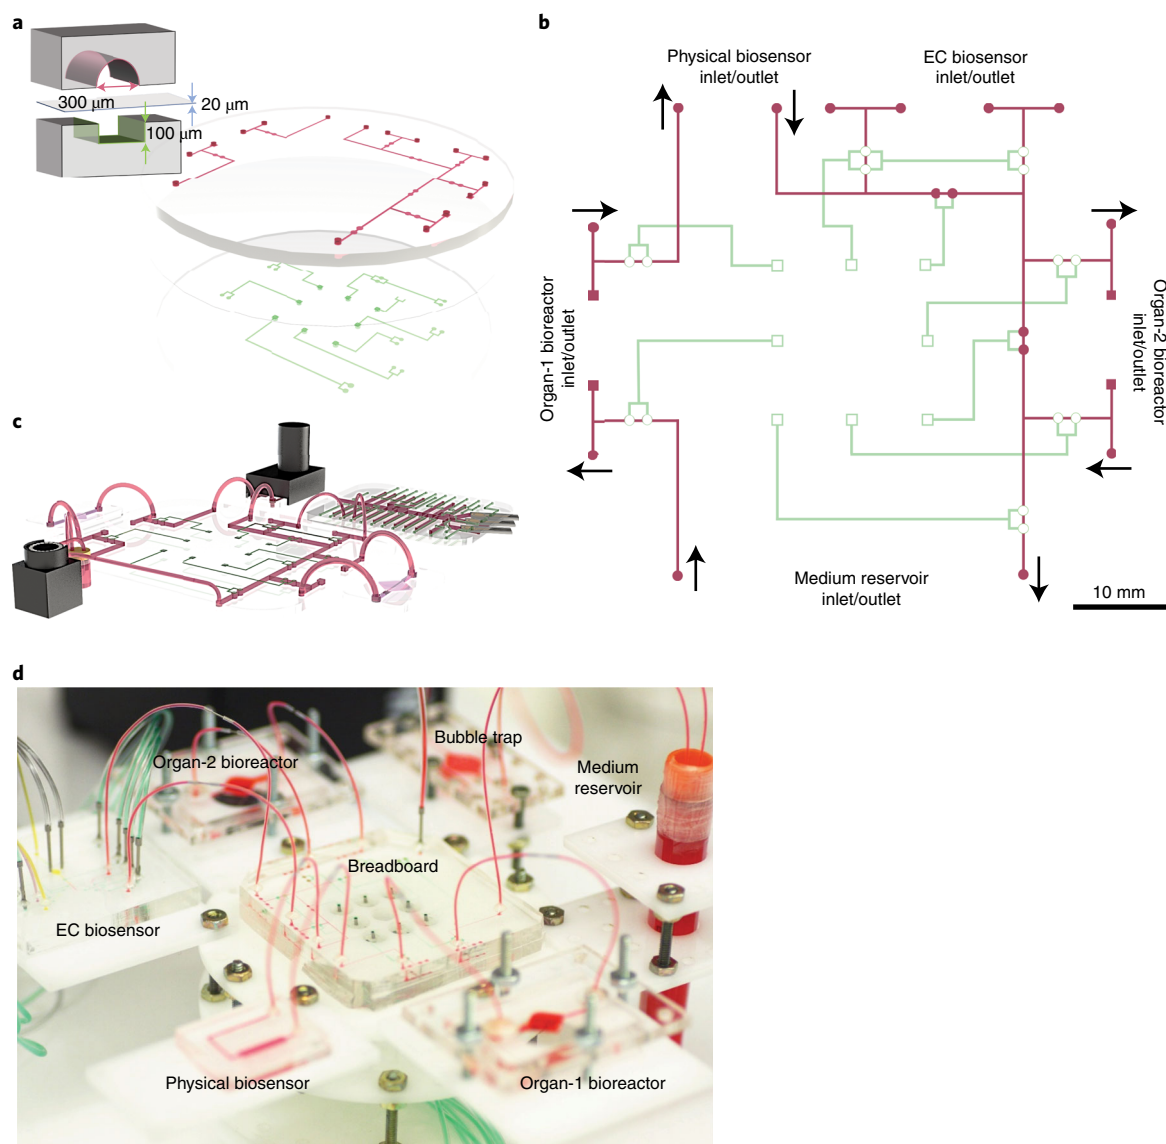 a
300 μm
20 μm
100 μm
b
Physical biosensor
inlet/outlet
EC biosensor
inlet/outlet
Organ-1 bioreactor
inlet/outlet
Organ-2 bioreactor
inlet/outlet
Medium reservoir
inlet/outlet
10 mm
c
d
Organ-2 bioreactor
Bubble trap
Medium
reservoir
Breadboard
EC biosensor
Physical biosensor
Organ-1 bioreactor